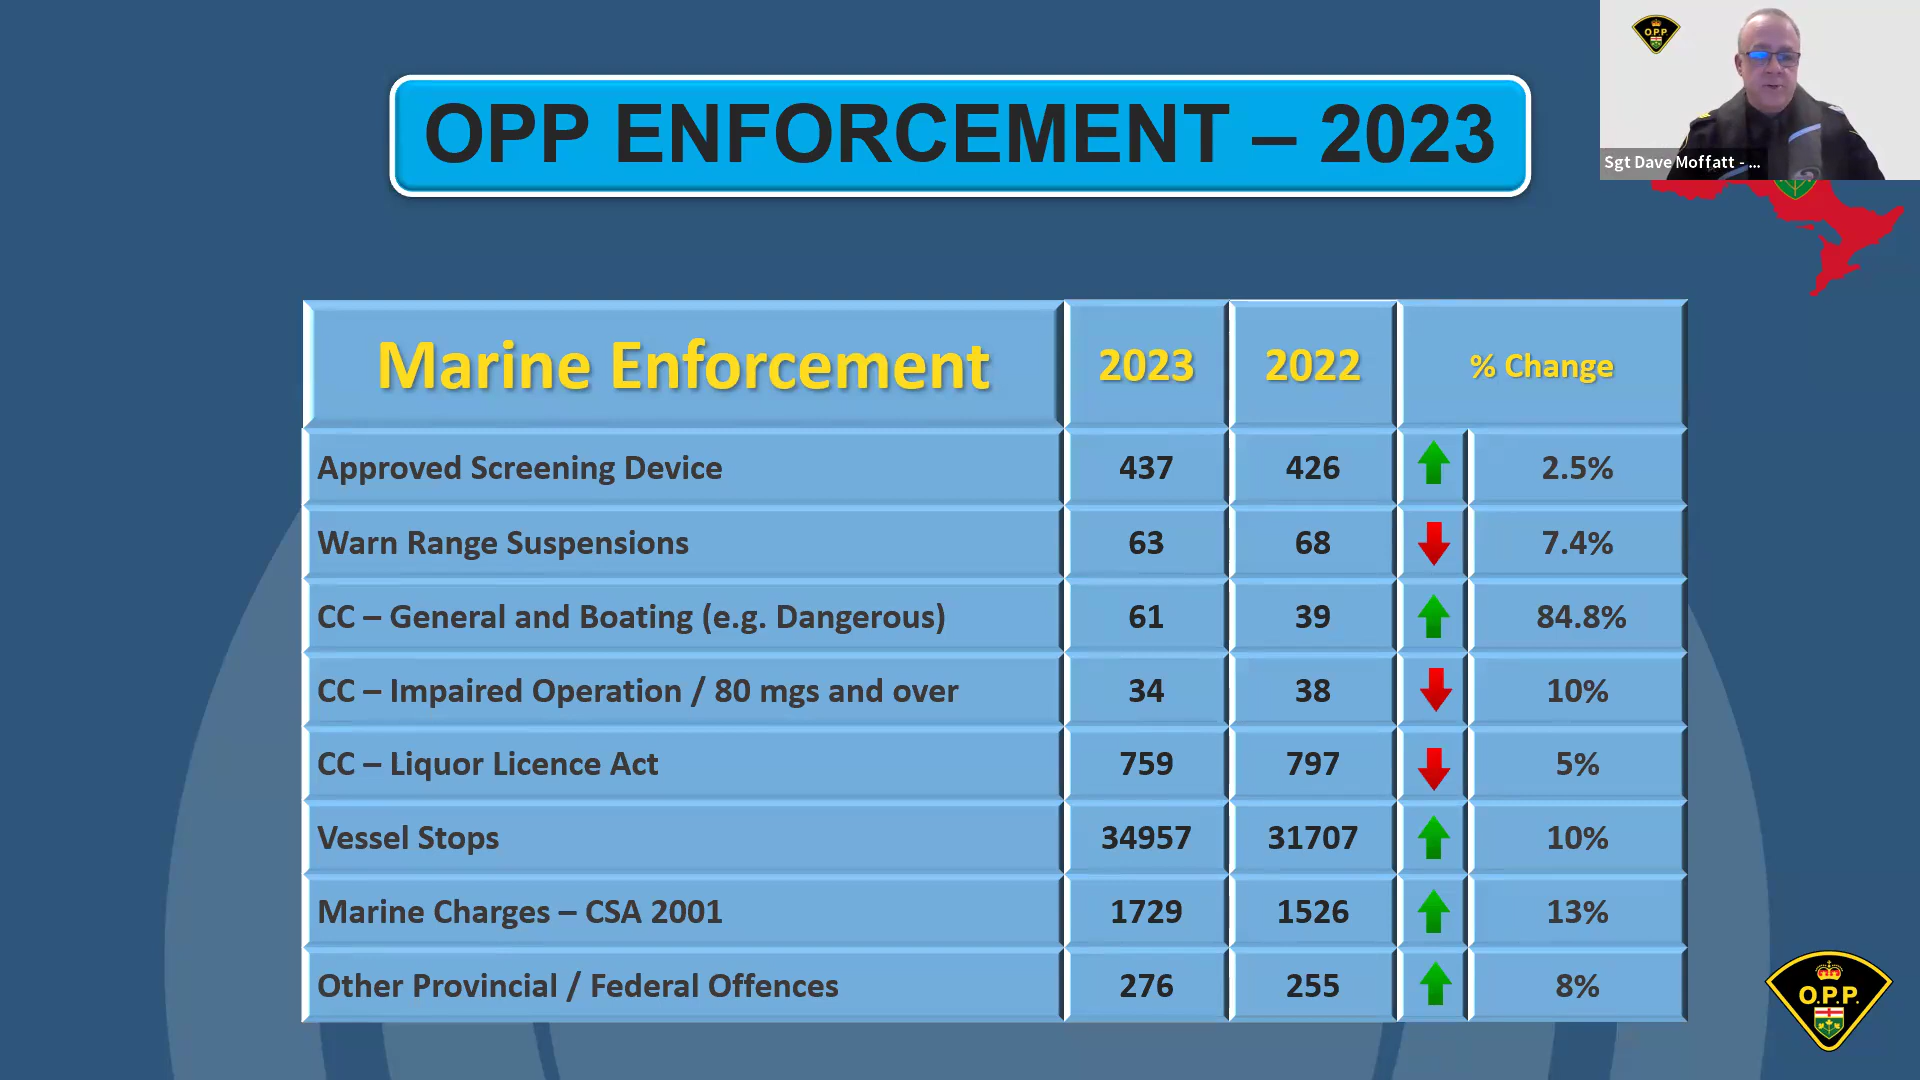 OPP
OPP ENFORCEMENT – 2023
Sgt Dave Moffatt - ...
Marine Enforcement 2023 2022 % Change
Approved Screening Device 437 426 2.5%
Warn Range Suspensions 63 68 7.4%
CC – General and Boating (e.g. Dangerous) 61 39 84.8%
CC – Impaired Operation / 80 mgs and over 34 38 10%
CC – Liquor Licence Act 759 797 5%
Vessel Stops 34957 31707 10%
Marine Charges – CSA 2001 1729 1526 13%
Other Provincial / Federal Offences 276 255 8%
O.P.P.